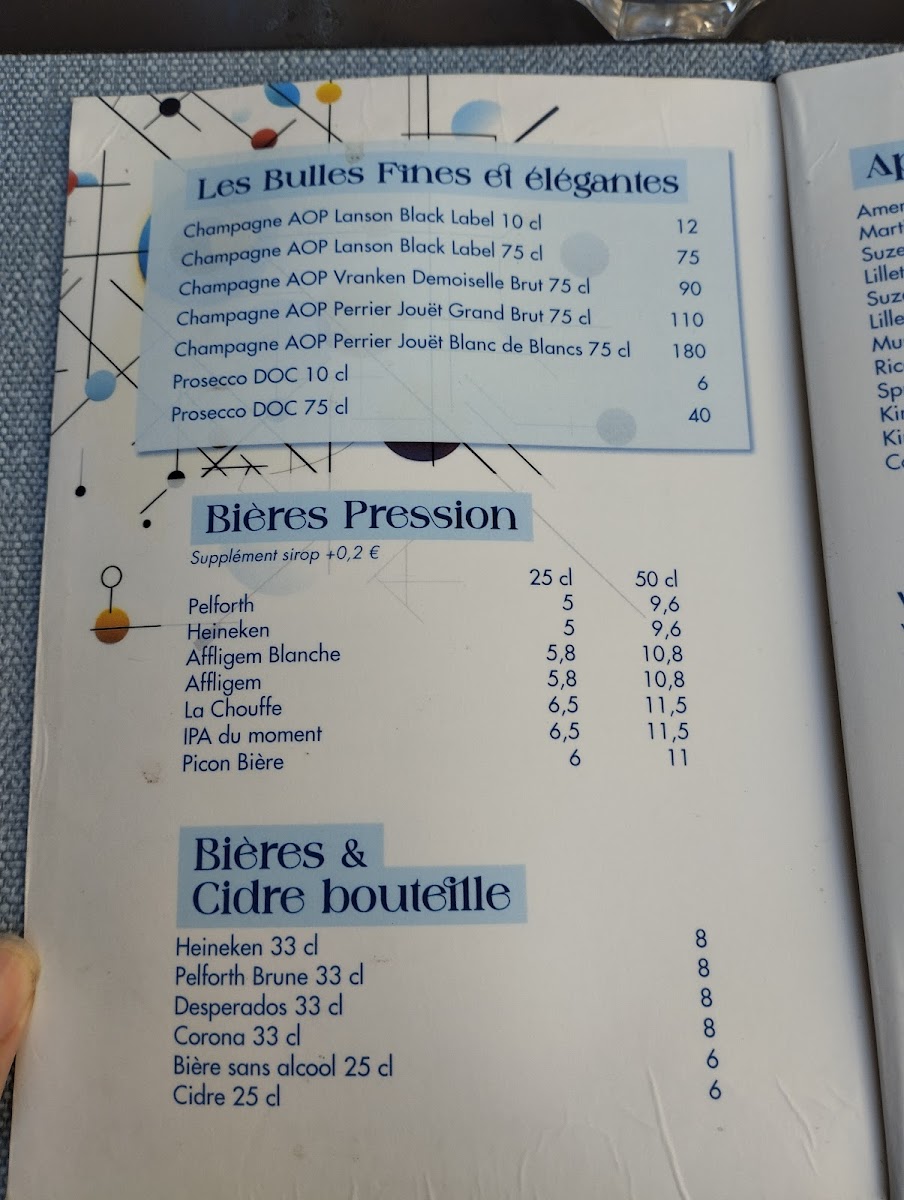 Les Bulles Fines et élégantes
Champagne AOP Lanson Black Label 10 cl 12
Champagne AOP Lanson Black Label 75 cl 75
Champagne AOP Vranken Demoiselle Brut 75 cl 90
Champagne AOP Perrier Jouët Grand Brut 75 cl 110
Champagne AOP Perrier Jouët Blanc de Blancs 75 cl 180
Prosecco DOC 10 cl 6
Prosecco DOC 75 cl 40
Bières Pression
Supplément sirop +0,2 €
25 cl 50 cl
Pelforth 5 9,6
Heineken 5 9,6
Affligem Blanche 5,8 10,8
Affligem 5,8 10,8
La Chouffe 6,5 11,5
IPA du moment 6,5 11,5
Picon Bière 6 11
Bières &
Cidre bouteille
Heineken 33 cl 8
Pelforth Brune 33 cl 8
Desperados 33 cl 8
Corona 33 cl 8
Bière sans alcool 25 cl 6
Cidre 25 cl 6
Suze